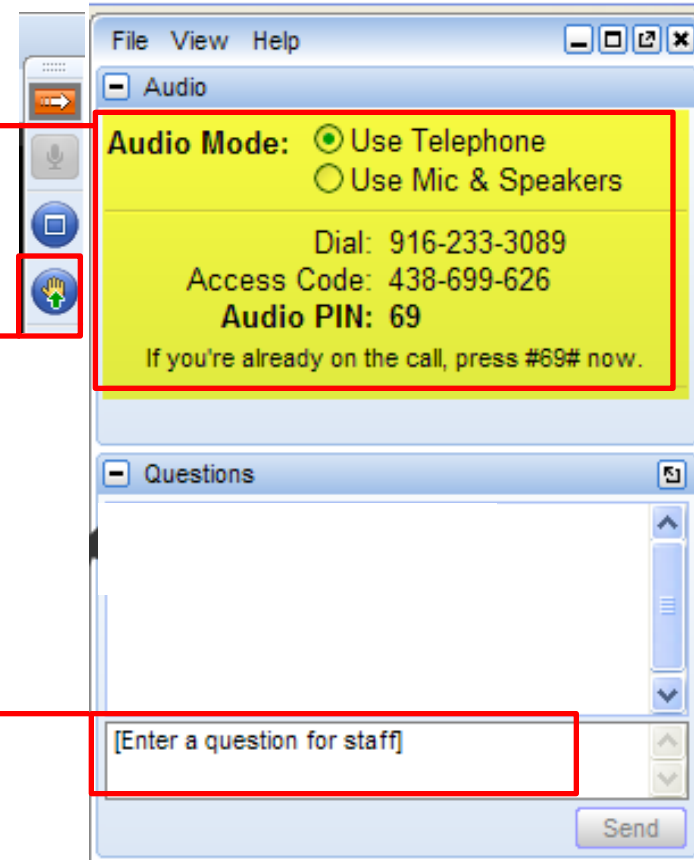 File View Help
Audio
Audio Mode: Use Telephone
Use Mic & Speakers
Dial: 916-233-3089
Access Code: 438-699-626
Audio PIN: 69
If you're already on the call, press #69# now.
Questions
[Enter a question for staff]
Send